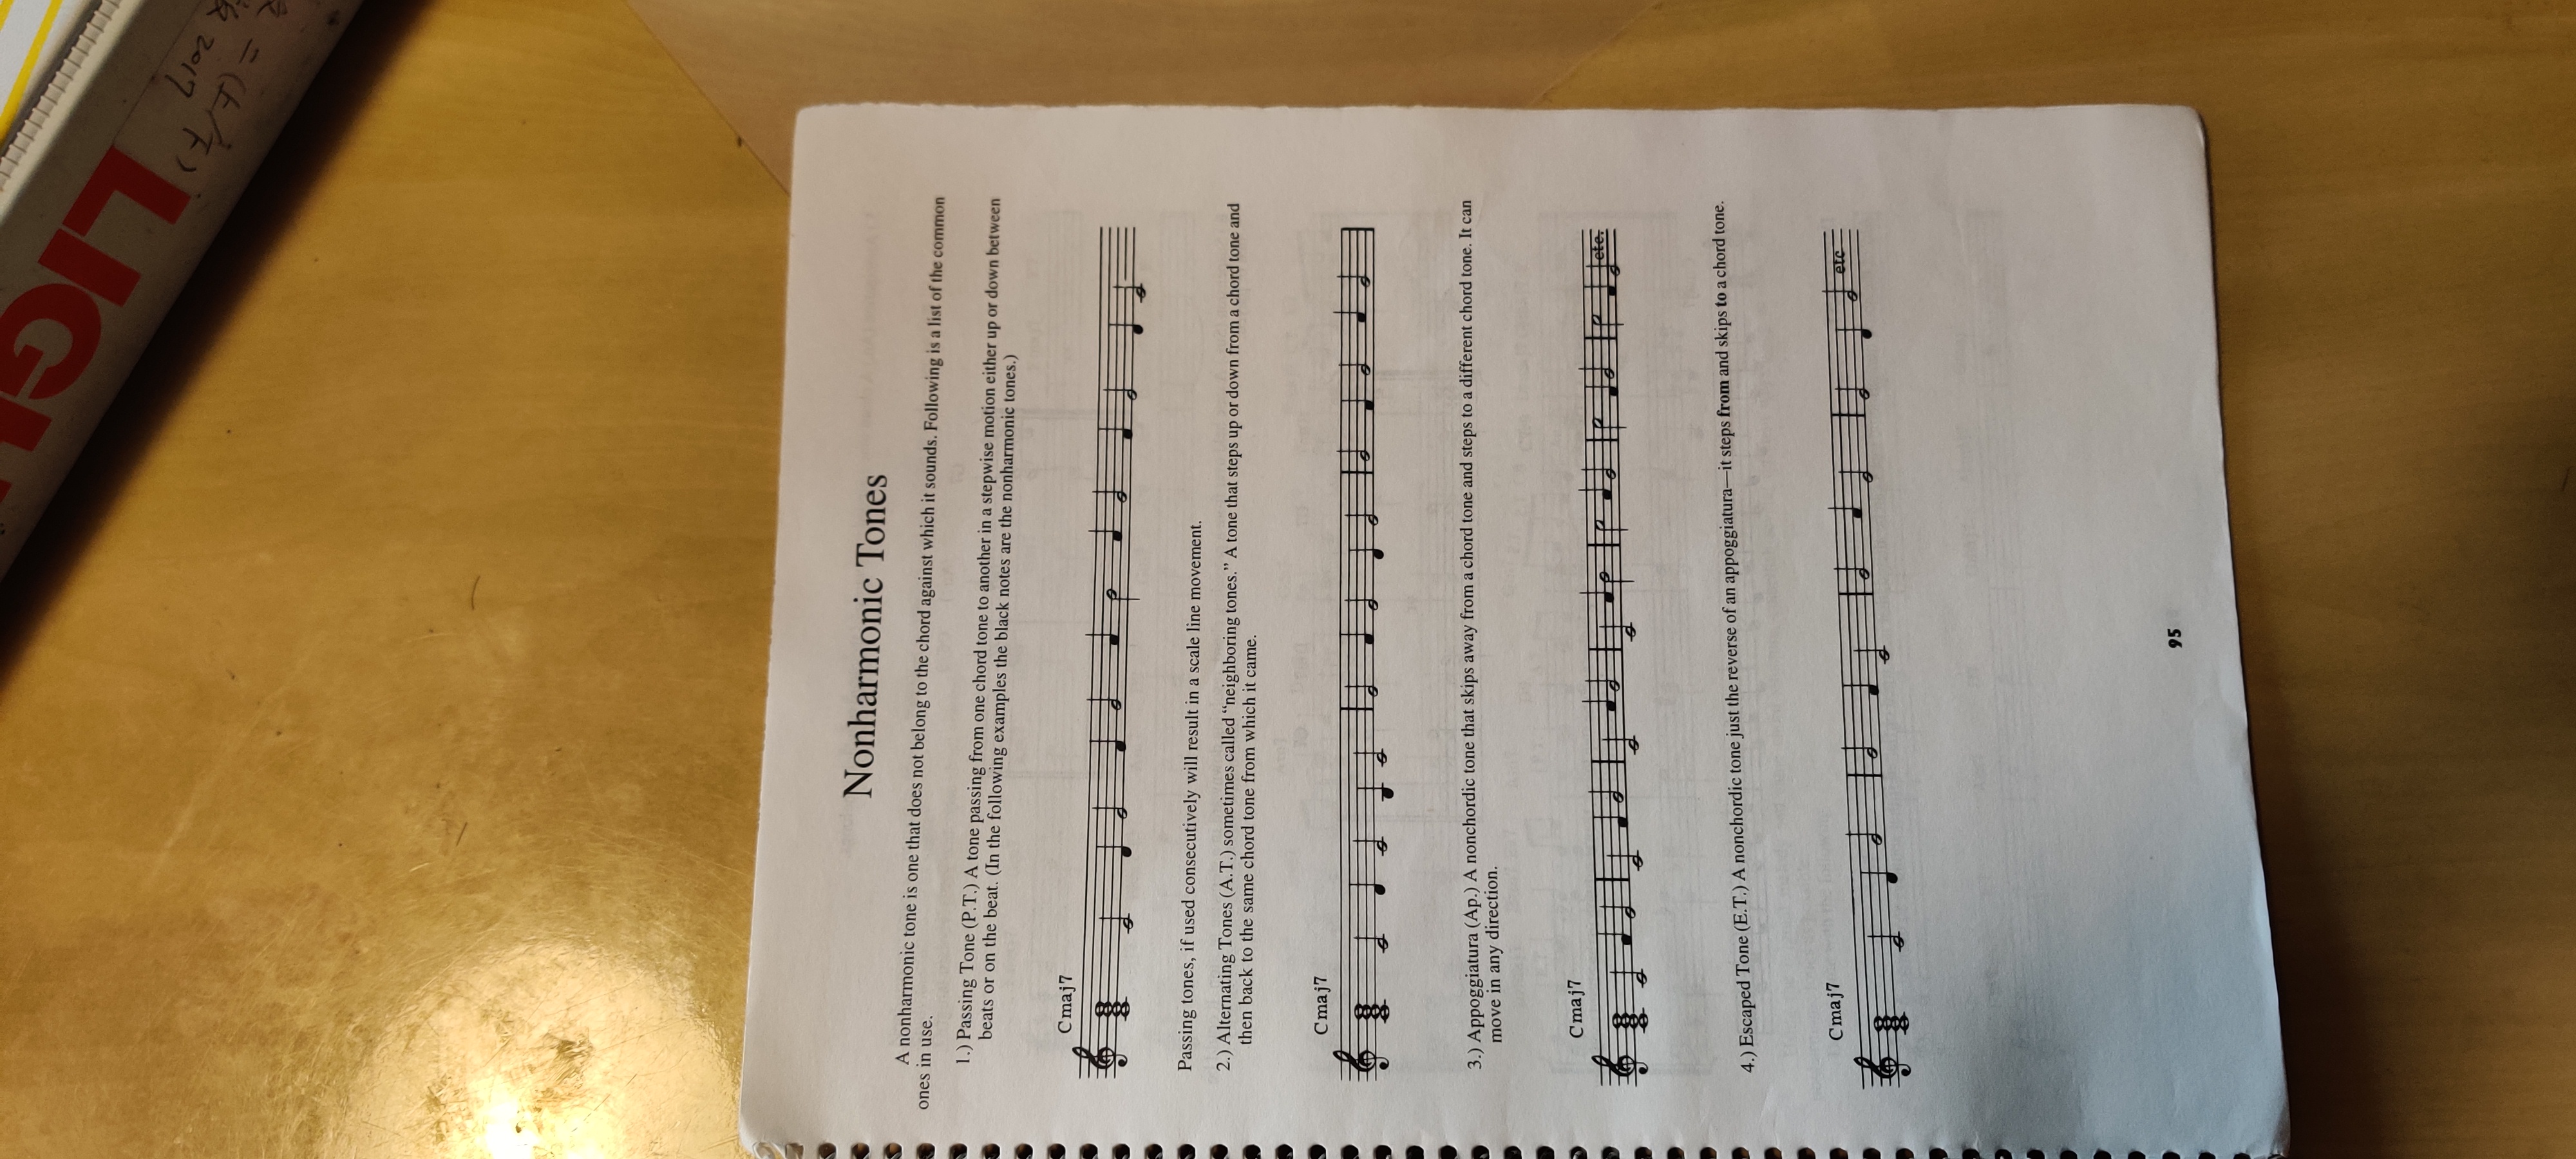 LIGH
2017
Nonharmonic Tones
A nonharmonic tone is one that does not belong to the chord against which it sounds. Following is a list of the common
ones in use.
1.) Passing Tone (P.T.) A tone passing from one chord tone to another in a stepwise motion either up or down between
beats or on the beat. (In the following examples the black notes are the nonharmonic tones.)
Cmaj7
Passing tones, if used consecutively will result in a scale line movement.
2.) Alternating Tones (A.T.) sometimes called “neighboring tones.” A tone that steps up or down from a chord tone and
then back to the same chord tone from which it came.
Cmaj7
3.) Appoggiatura (Ap.) A nonchordic tone that skips away from a chord tone and steps to a different chord tone. It can
move in any direction.
Cmaj7
etc.
4.) Escaped Tone (E.T.) A nonchordic tone just the reverse of an appoggiatura—it steps from and skips to a chord tone.
Cmaj7
etc
95